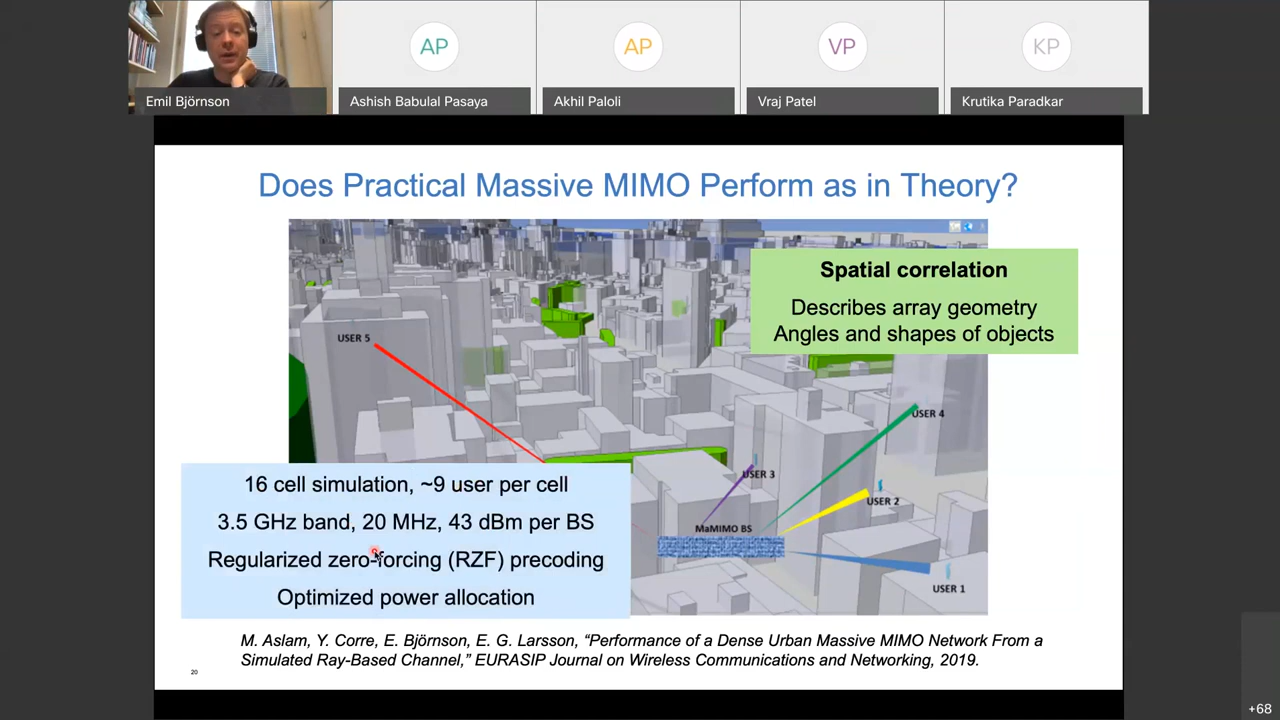 AP
AP
VP
KP
Emil Björnson
Ashish Babulal Pasaya
Akhil Paloli
Vraj Patel
Krutika Paradkar
Does Practical Massive MIMO Perform as in Theory?
Spatial correlation
Describes array geometry
Angles and shapes of objects
USER 5
USER 4
USER 3
USER 2
MaMIMO BS
USER 1
16 cell simulation, ~9 user per cell
3.5 GHz band, 20 MHz, 43 dBm per BS
Regularized zero-forcing (RZF) precoding
Optimized power allocation
M. Aslam, Y. Corre, E. Björnson, E. G. Larsson, “Performance of a Dense Urban Massive MIMO Network From a
Simulated Ray-Based Channel,” EURASIP Journal on Wireless Communications and Networking, 2019.
20
+68